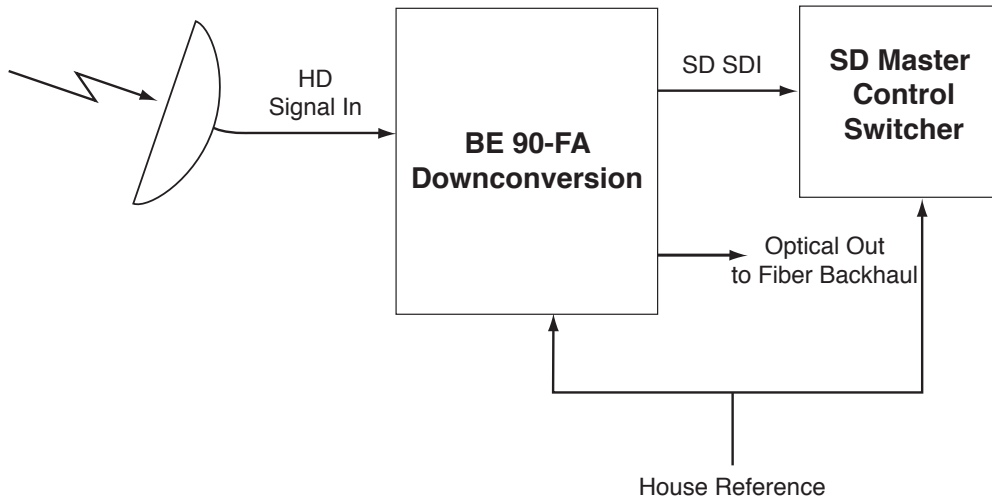 HD
Signal In
BE 90-FA
Downconversion
SD SDI
SD Master
Control
Switcher
Optical Out
to Fiber Backhaul
House Reference